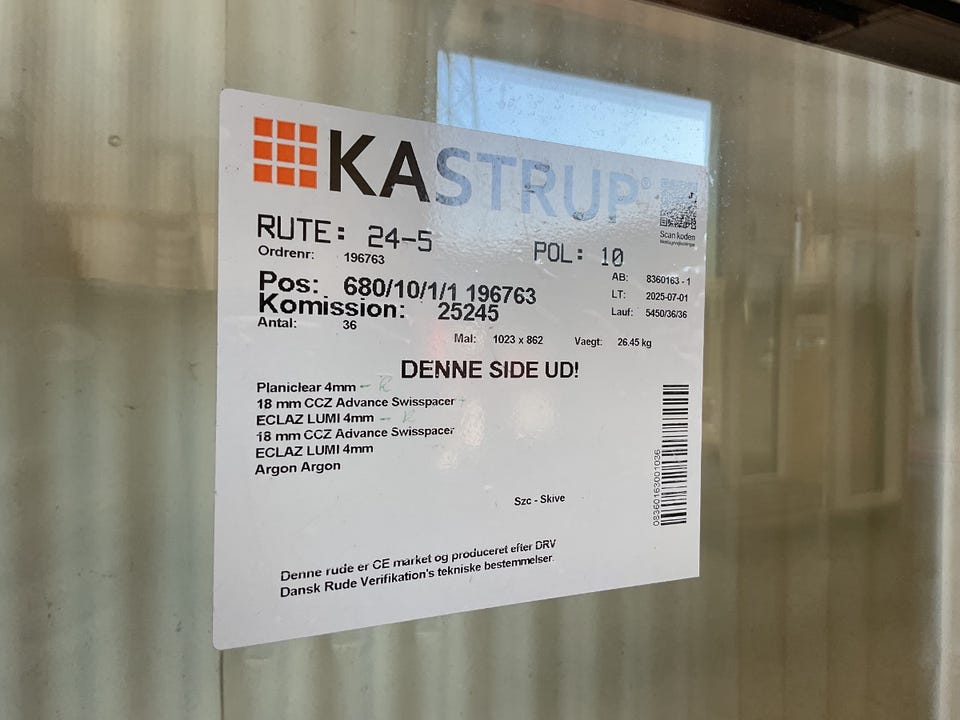 KASTRUP®
Scan koden
RUTE: 24-5
POL: 10
Ordrenr: 196763
AB: 8360163 - 1
Pos: 680/10/1/1 196763
LT: 2025-07-01
Komission: 25245
Lauf: 5450/36/36
Antal: 36
Mal: 1023 x 862 Vaegt: 26.45 kg
DENNE SIDE UD!
Planiclear 4mm
18 mm CCZ Advance Swisspacer
ECLAZ LUMI 4mm
18 mm CCZ Advance Swisspacer
ECLAZ LUMI 4mm
Argon Argon
Szc - Skive
08360163001036
Denne rude er CE market og produceret efter DRV
Dansk Rude Verifikation's tekniske bestemmelser.